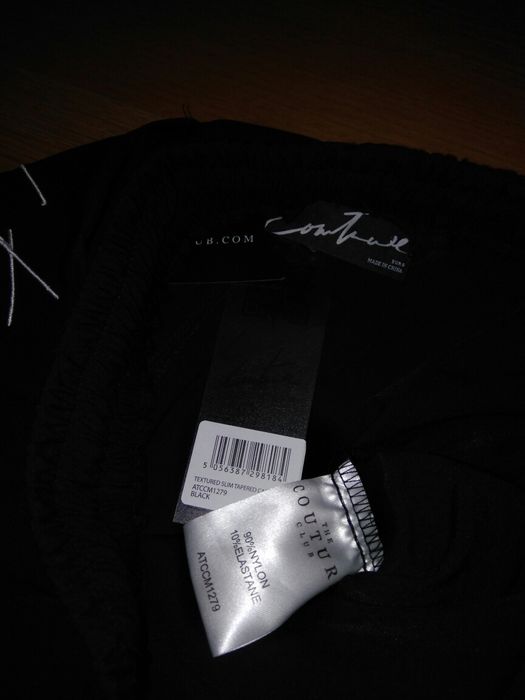 UB.COM
Couture
EUR S
MADE IN CHINA
5 056387 298184
TEXTURED SLIM TAPERED
ATCCM1279
BLACK
THE
COUTUR
CLUB
90%NYLON
10%ELASTANE
ATCCM1279